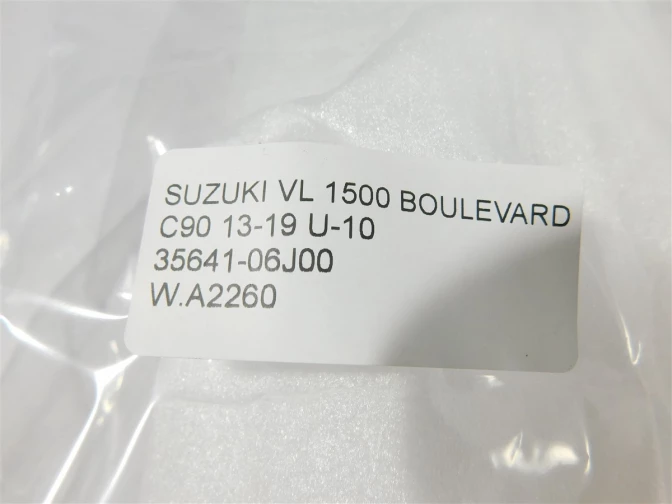 SUZUKI VL 1500 BOULEVARD
C90 13-19 U-10
35641-06J00
W.A2260